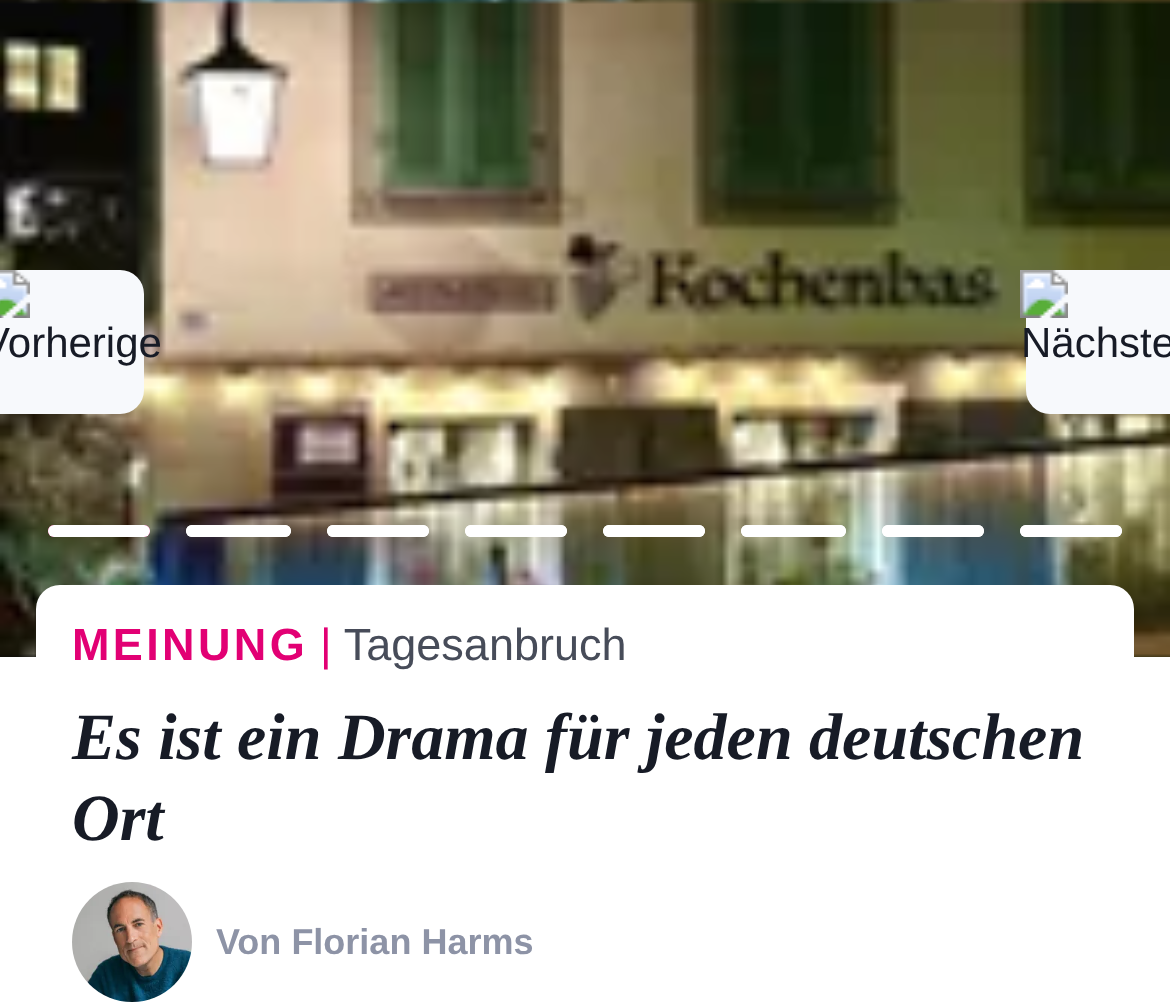 Kochenbas
Vorherige
Nächste
MEINUNG | Tagesanbruch
Es ist ein Drama für jeden deutschen
Ort
Von Florian Harms